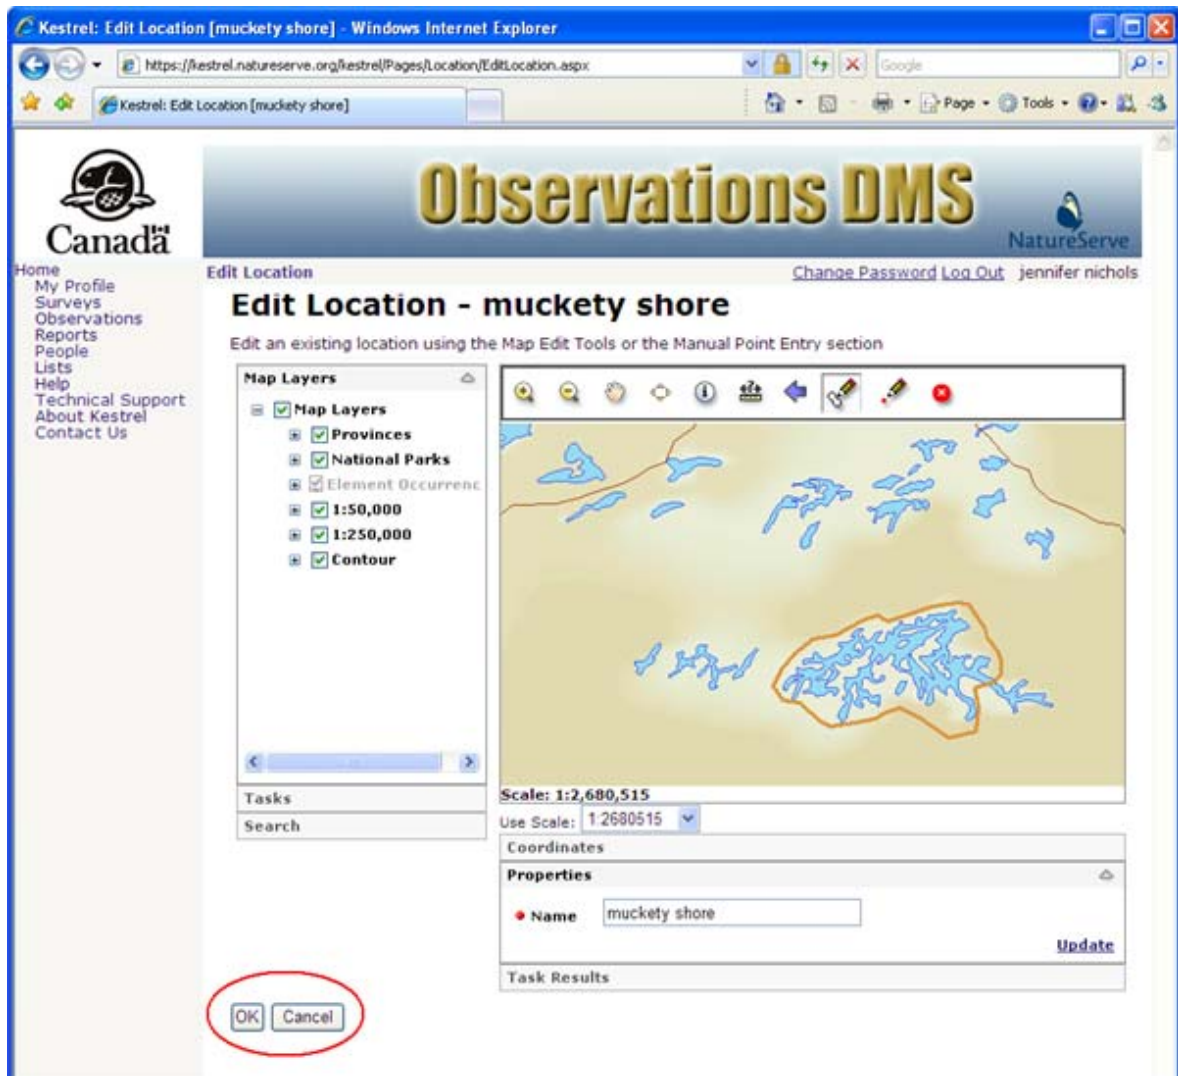 Kestrel: Edit Location [muckety shore] - Windows Internet Explorer
https://kestrel.natureserve.org/kestrel/Pages/Location/EditLocation.aspx
Google
Kestrel: Edit Location [muckety shore]
Page
Tools
Canada
Observations DMS
NatureServe
Home
My Profile
Surveys
Observations
Reports
People
Lists
Help
Technical Support
About Kestrel
Contact Us
Edit Location
Change Password Log Out jennifer nichols
Edit Location - muckety shore
Edit an existing location using the Map Edit Tools or the Manual Point Entry section
Map Layers
Map Layers
Provinces
National Parks
Element Occurrenc
1:50,000
1:250,000
Contour
Tasks
Search
Scale: 1:2,680,515
Use Scale: 1:2680515
Coordinates
Properties
Name muckety shore
Update
Task Results
OK Cancel